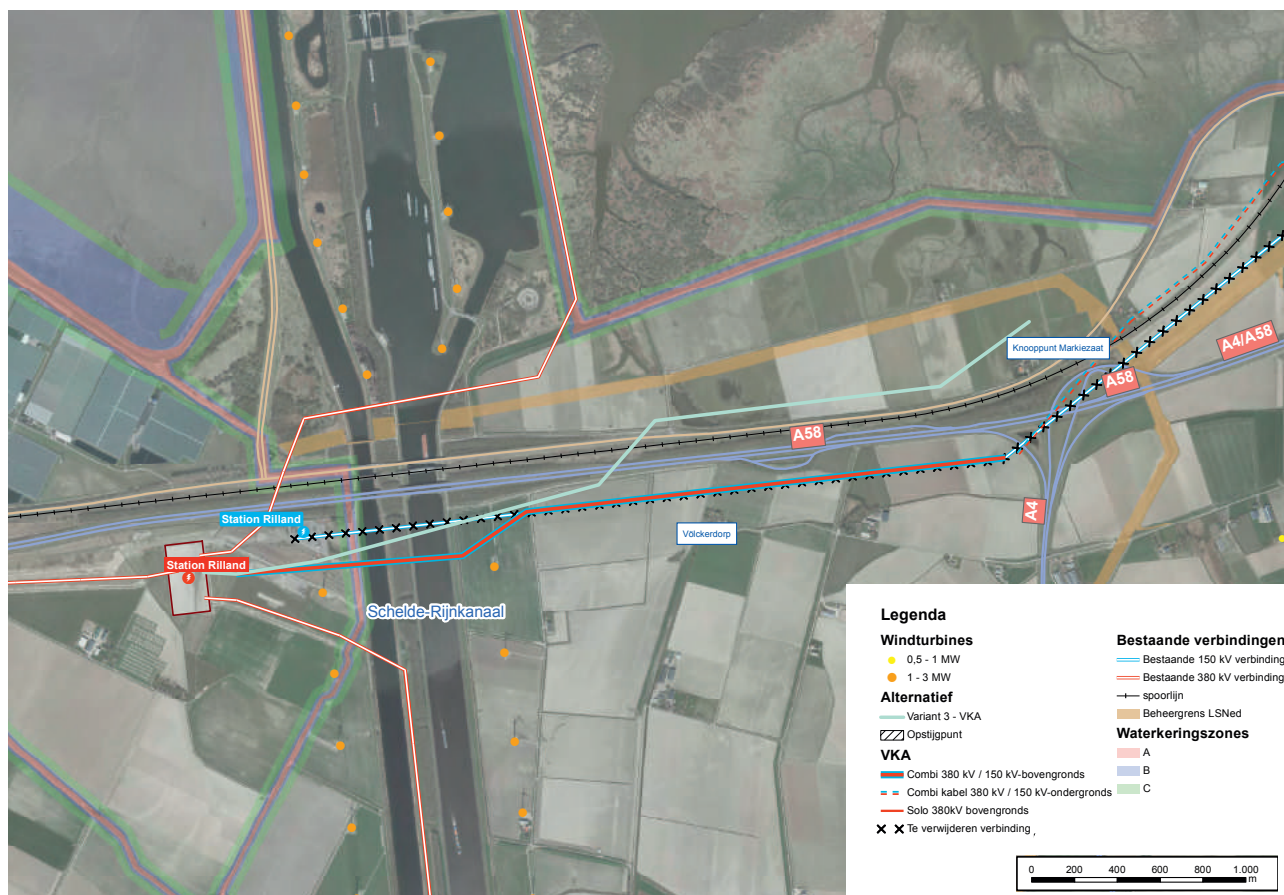 A4/A58
Knooppunt Markiezaat
A58
A58
A4
Station Rilland
Völckerdorp
Station Rilland
Schelde-Rijnkanaal
Legenda
Windturbines
0,5 - 1 MW
1 - 3 MW
Alternatief
Variant 3 - VKA
Opstijgpunt
VKA
Combi 380 kV / 150 kV-bovengronds
Combi kabel 380 kV / 150 kV-ondergronds
Solo 380kV bovengronds
Te verwijderen verbinding ,
Bestaande verbindingen
Bestaande 150 kV verbinding
Bestaande 380 kV verbinding
spoorlijn
Beheergrens LSNed
Waterkeringszones
A
B
C
0 200 400 600 800 1.000
m